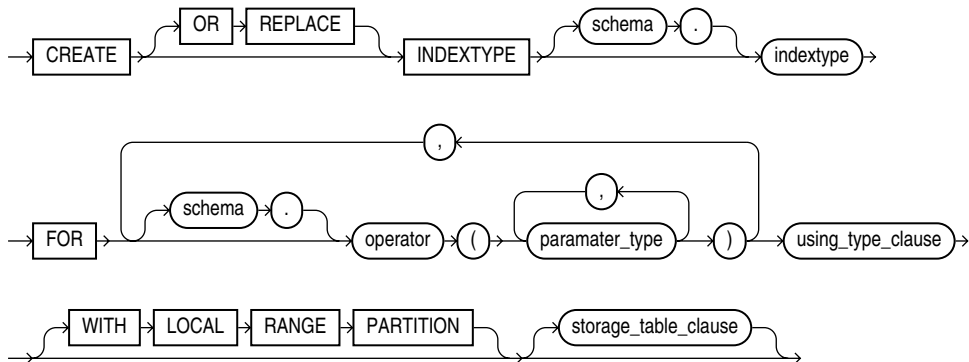 OR REPLACE schema .
CREATE INDEXTYPE indextype
,
schema . ,
FOR operator ( paramater_type ) using_type_clause
WITH LOCAL RANGE PARTITION storage_table_clause